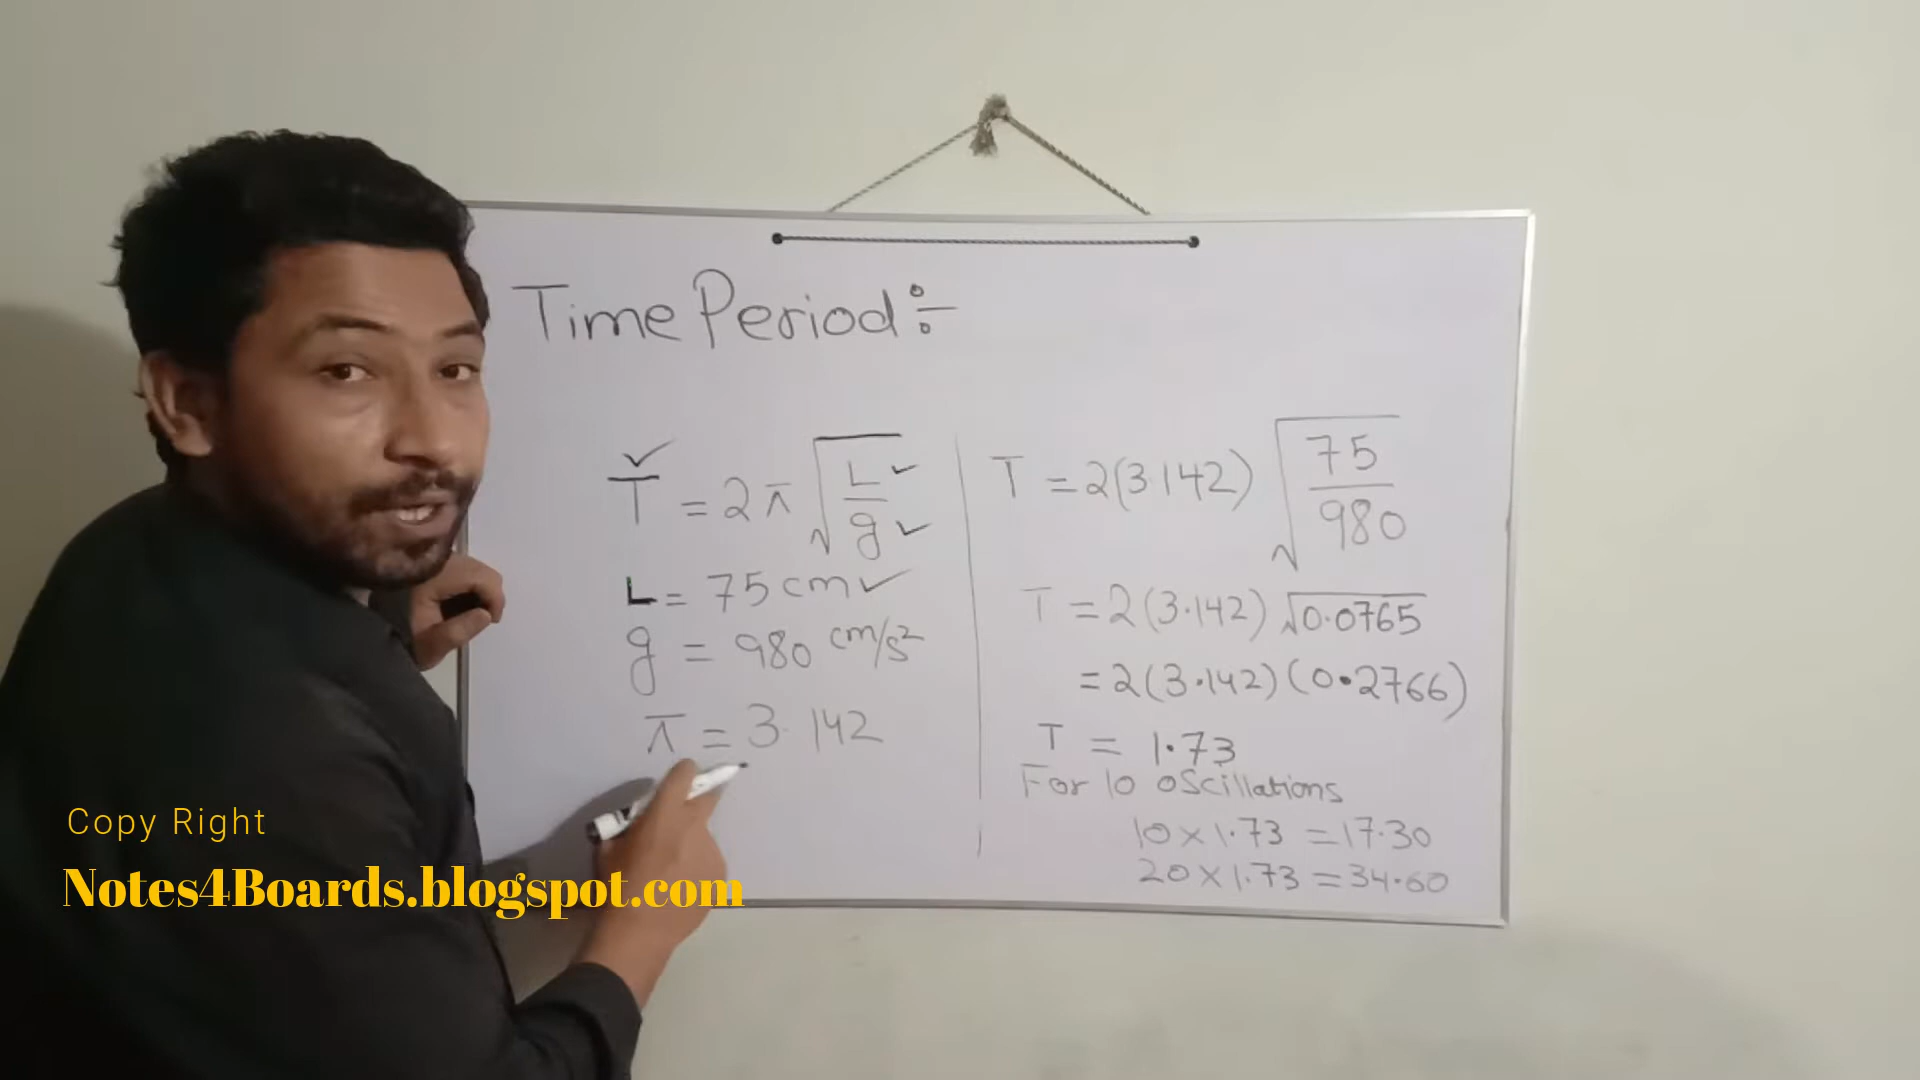 Time Period÷
T = 2π √L/g
L = 75 cm
g = 980 cm/s²
π = 3.142
T = 2(3.142) √75/980
T = 2(3.142) √0.0765
= 2(3.142)(0.2766)
T = 1.73
For 10 oscillations
10 × 1.73 = 17.30
20 × 1.73 = 34.60
Copy Right
Notes4Boards.blogspot.com